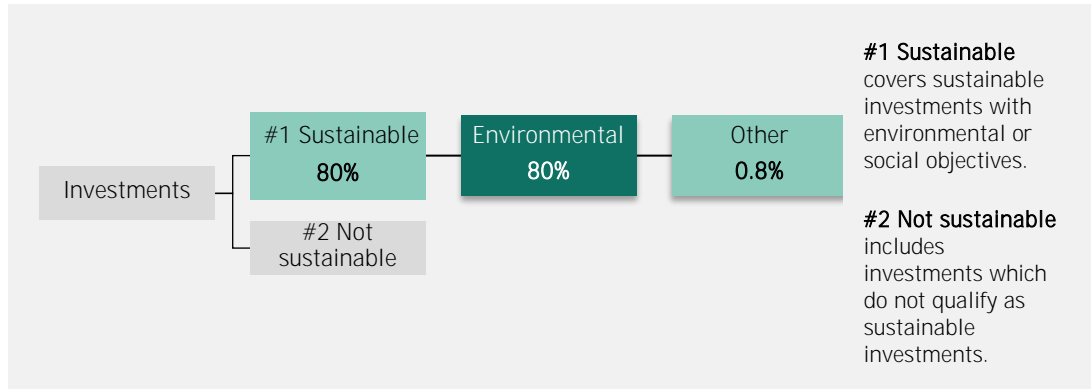 Investments
#1 Sustainable
80%
#2 Not
sustainable
Environmental
80%
Other
0.8%
#1 Sustainable
covers sustainable
investments with
environmental or
social objectives.
#2 Not sustainable
includes
investments which
do not qualify as
sustainable
investments.